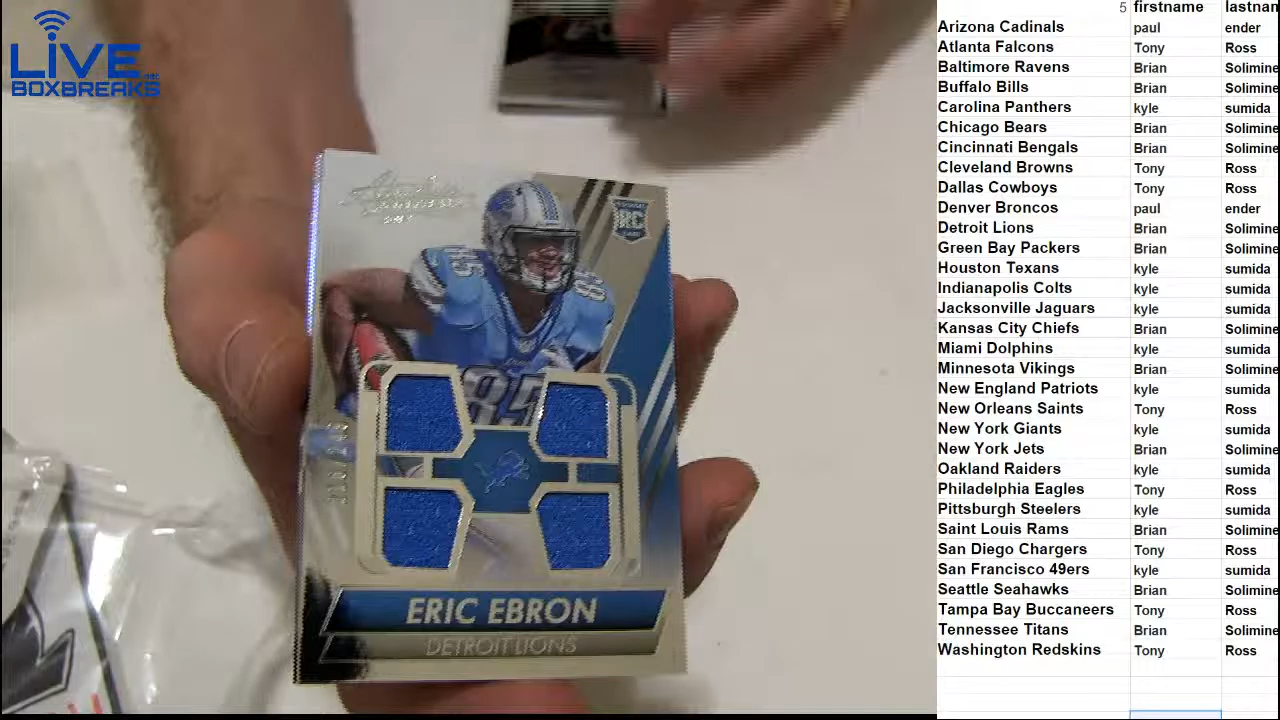 LIVE
.net
BOXBREAKS
RC
85
85
85
ERIC EBRON
DETROIT LIONS
5 firstname lastnam
Arizona Cadinals paul ender
Atlanta Falcons Tony Ross
Baltimore Ravens Brian Solimine
Buffalo Bills Brian Solimine
Carolina Panthers kyle sumida
Chicago Bears Brian Solimine
Cincinnati Bengals Brian Solimine
Cleveland Browns Tony Ross
Dallas Cowboys Tony Ross
Denver Broncos paul ender
Detroit Lions Brian Solimine
Green Bay Packers Brian Solimine
Houston Texans kyle sumida
Indianapolis Colts kyle sumida
Jacksonville Jaguars kyle sumida
Kansas City Chiefs Brian Solimine
Miami Dolphins kyle sumida
Minnesota Vikings Brian Solimine
New England Patriots kyle sumida
New Orleans Saints Tony Ross
New York Giants kyle sumida
New York Jets Brian Solimine
Oakland Raiders kyle sumida
Philadelphia Eagles Tony Ross
Pittsburgh Steelers kyle sumida
Saint Louis Rams Brian Solimine
San Diego Chargers Tony Ross
San Francisco 49ers kyle sumida
Seattle Seahawks Brian Solimine
Tampa Bay Buccaneers Tony Ross
Tennessee Titans Brian Solimine
Washington Redskins Tony Ross